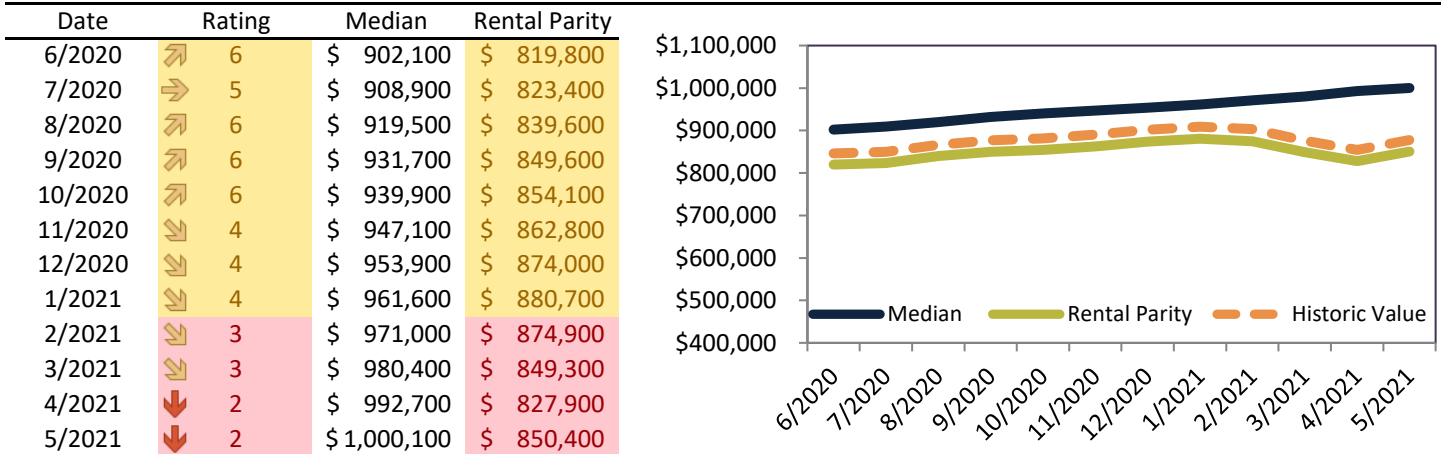 Date Rating Median Rental Parity
6/2020 6 $ 902,100 $ 819,800
7/2020 5 $ 908,900 $ 823,400
8/2020 6 $ 919,500 $ 839,600
9/2020 6 $ 931,700 $ 849,600
10/2020 6 $ 939,900 $ 854,100
11/2020 4 $ 947,100 $ 862,800
12/2020 4 $ 953,900 $ 874,000
1/2021 4 $ 961,600 $ 880,700
2/2021 3 $ 971,000 $ 874,900
3/2021 3 $ 980,400 $ 849,300
4/2021 2 $ 992,700 $ 827,900
5/2021 2 $ 1,000,100 $ 850,400
$1,100,000
$1,000,000
$900,000
$800,000
$700,000
$600,000
$500,000
$400,000
Median Rental Parity Historic Value
6/2020 7/2020 8/2020 9/2020 10/2020 11/2020 12/2020 1/2021 2/2021 3/2021 4/2021 5/2021